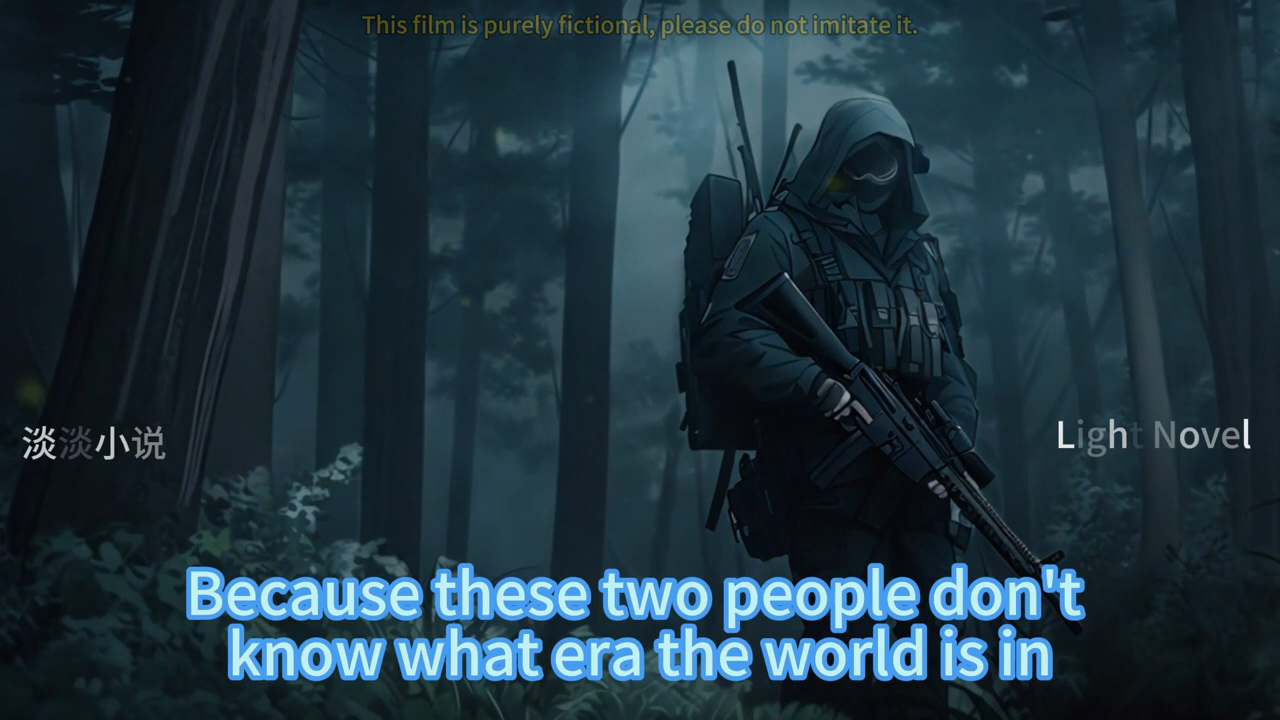 This film is purely fictional, please do not imitate it.
淡淡小说
Light Novel
Because these two people don't
know what era the world is in